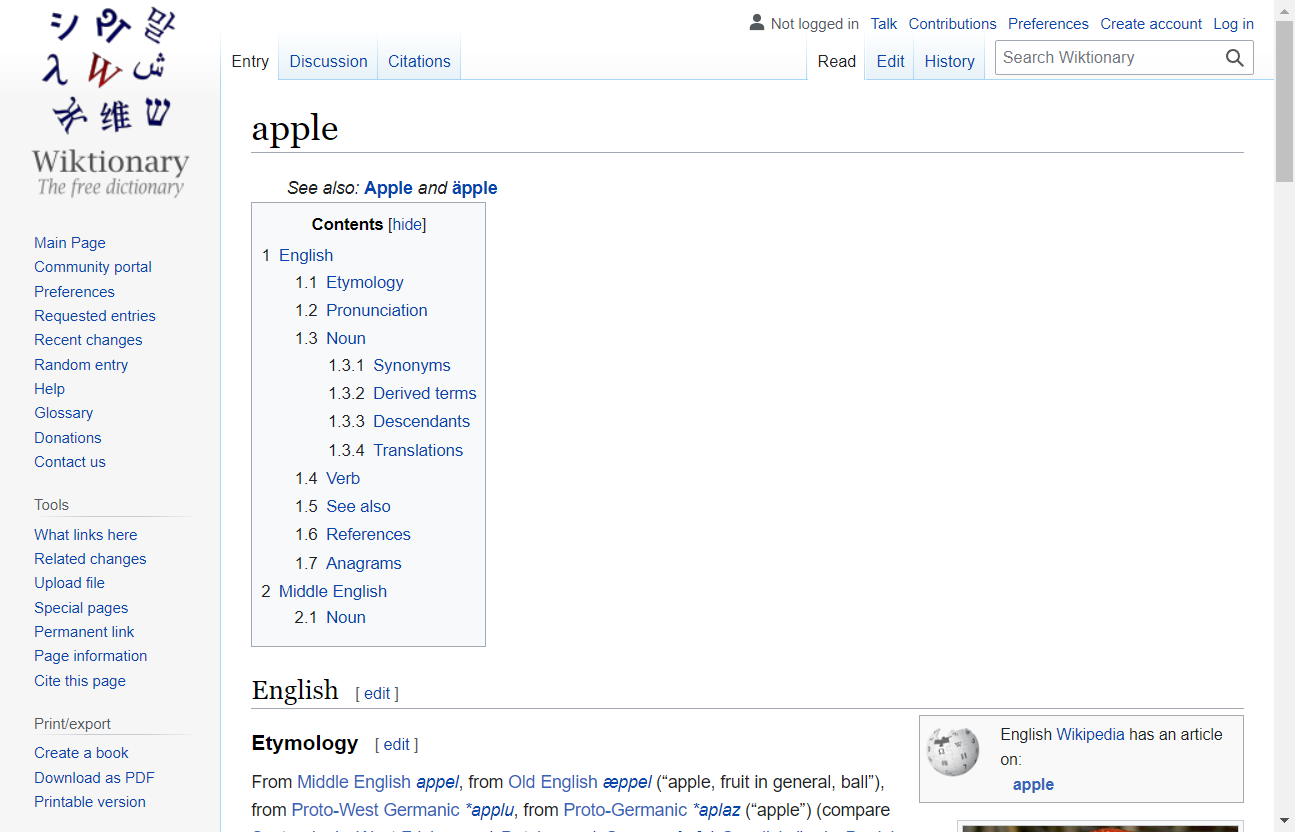 シ
જ
말
λ
W
ش
维
ש
Wiktionary
The free dictionary
Not logged in Talk Contributions Preferences Create account Log in
Entry Discussion Citations Read Edit History Search Wiktionary
apple
See also: Apple and äpple
Contents [hide]
1 English
1.1 Etymology
1.2 Pronunciation
1.3 Noun
1.3.1 Synonyms
1.3.2 Derived terms
1.3.3 Descendants
1.3.4 Translations
1.4 Verb
1.5 See also
1.6 References
1.7 Anagrams
2 Middle English
2.1 Noun
Main Page
Community portal
Preferences
Requested entries
Recent changes
Random entry
Help
Glossary
Donations
Contact us
Tools
What links here
Related changes
Upload file
Special pages
Permanent link
Page information
Cite this page
Print/export
Create a book
Download as PDF
Printable version
English [ edit ]
Etymology [ edit ]
From Middle English appel, from Old English æppel (“apple, fruit in general, ball”),
from Proto-West Germanic *applu, from Proto-Germanic *aplaz (“apple”) (compare
English Wikipedia has an article
on:
apple